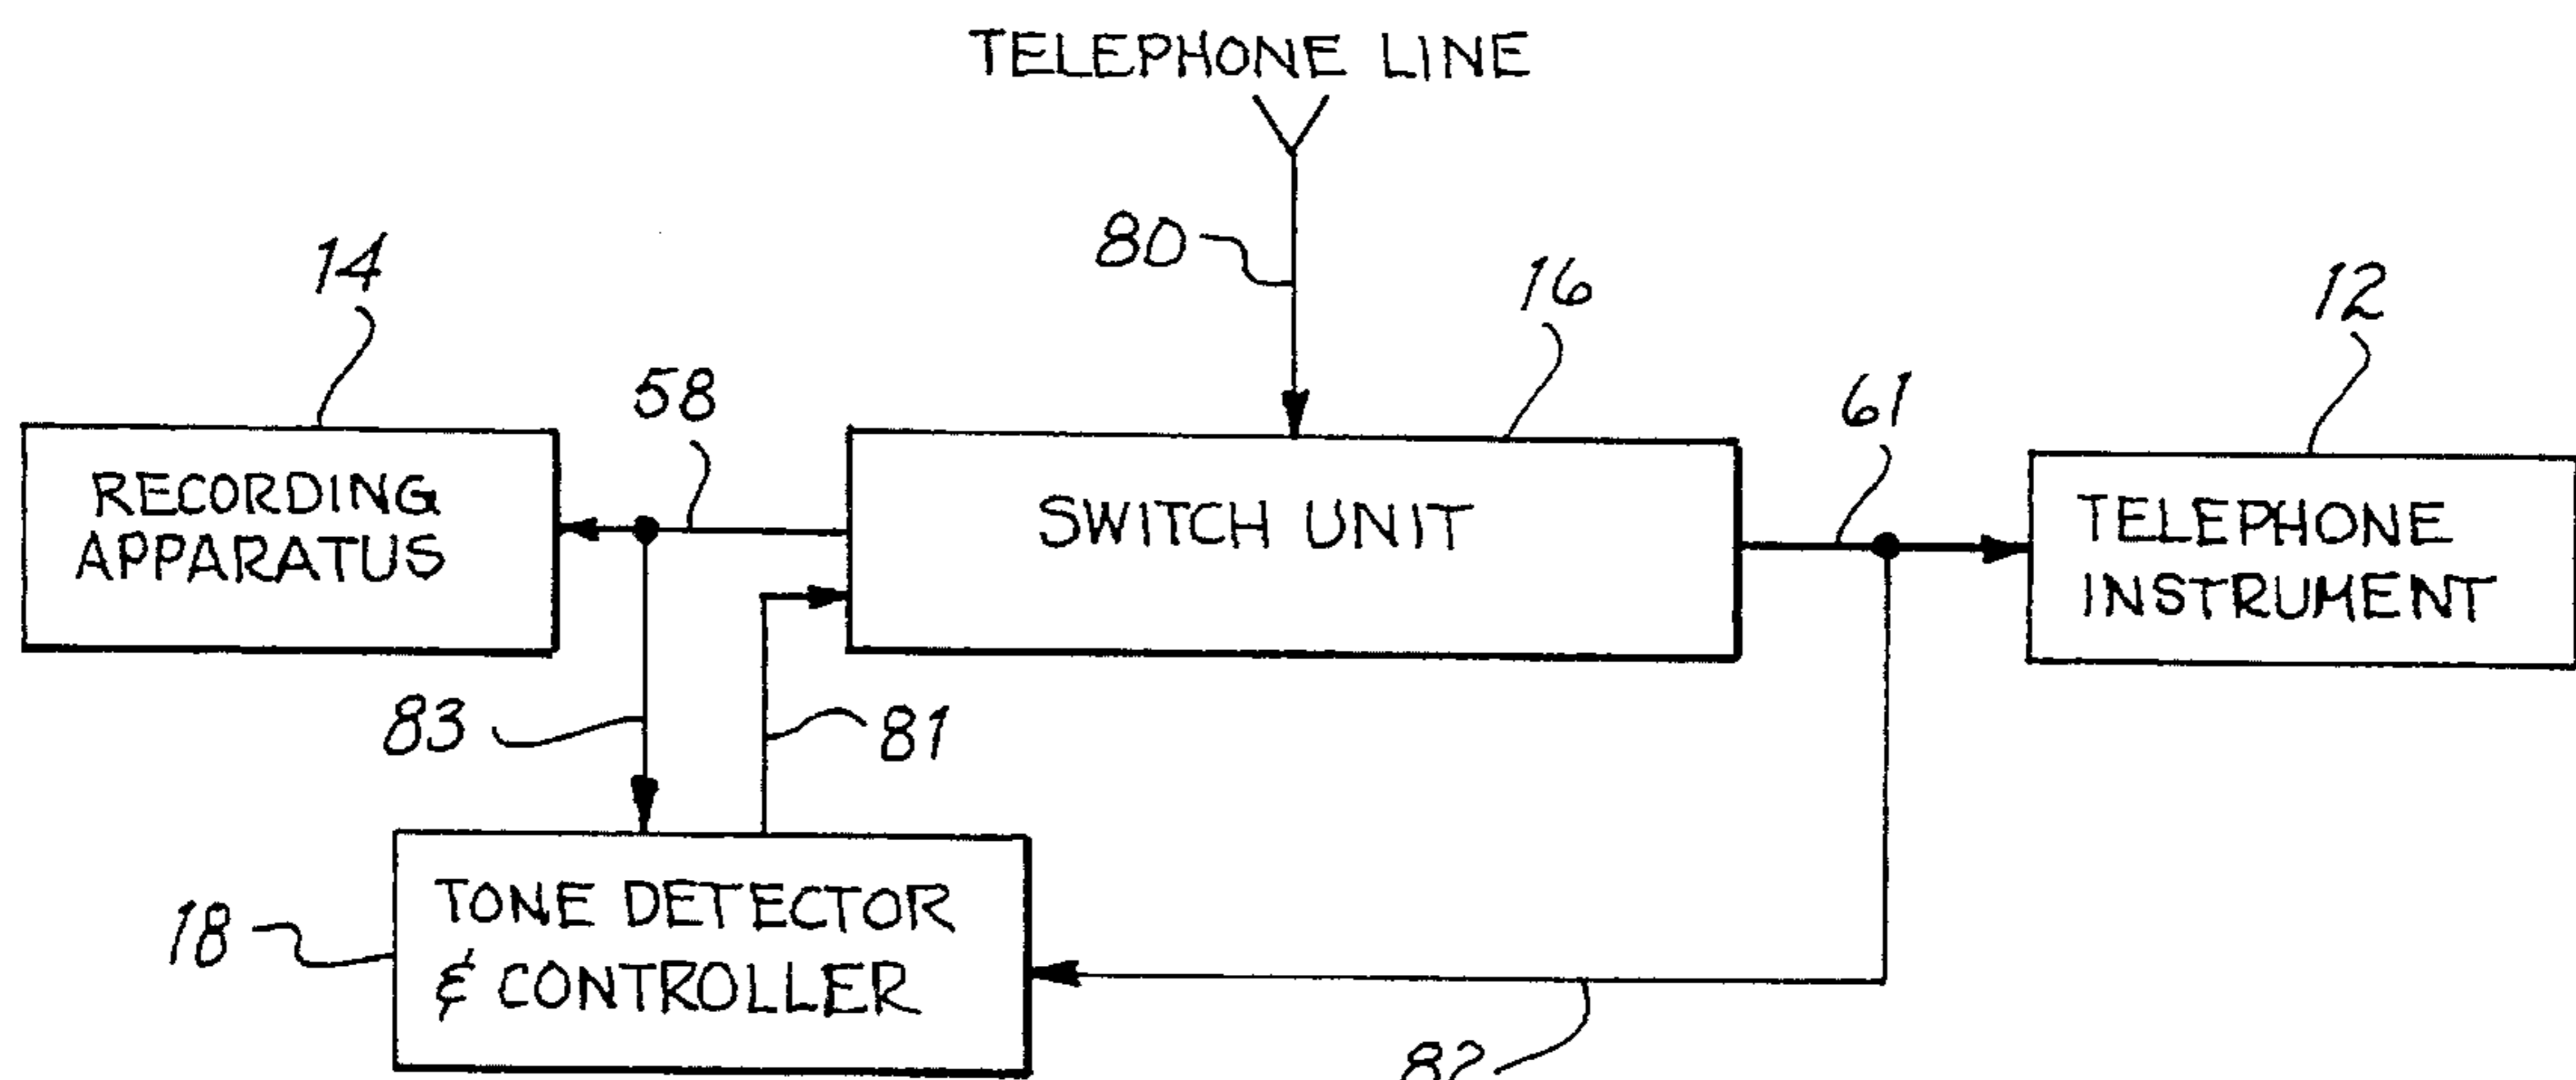 TELEPHONE LINE
80
14
16
12
58
61
RECORDING
APPARATUS
SWITCH UNIT
TELEPHONE
INSTRUMENT
83
81
18
TONE DETECTOR
& CONTROLLER
82